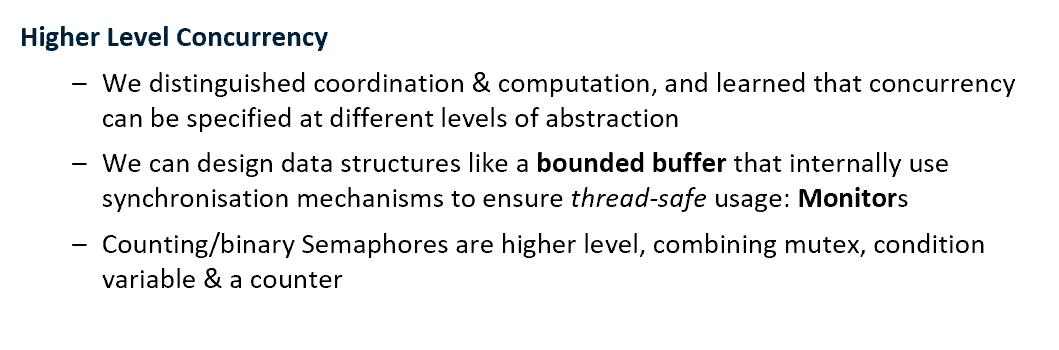 Higher Level Concurrency
– We distinguished coordination & computation, and learned that concurrency
can be specified at different levels of abstraction
– We can design data structures like a bounded buffer that internally use
synchronisation mechanisms to ensure thread-safe usage: Monitors
– Counting/binary Semaphores are higher level, combining mutex, condition
variable & a counter